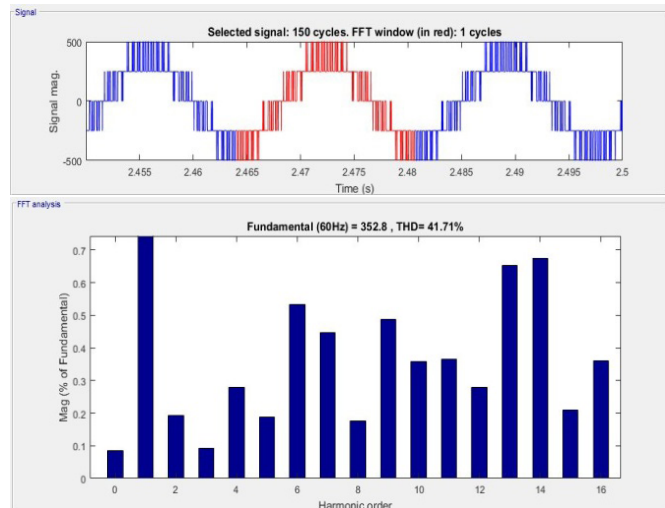 Signal
Selected signal: 150 cycles. FFT window (in red): 1 cycles
500
0
-500
Signal mag.
2.455 2.46 2.465 2.47 2.475 2.48 2.485 2.49 2.495 2.5
Time (s)
FFT analysis
Fundamental (60Hz) = 352.8 , THD= 41.71%
0.7
0.6
0.5
0.4
0.3
0.2
0.1
0
Mag (% of Fundamental)
0 2 4 6 8 10 12 14 16
Harmonic order